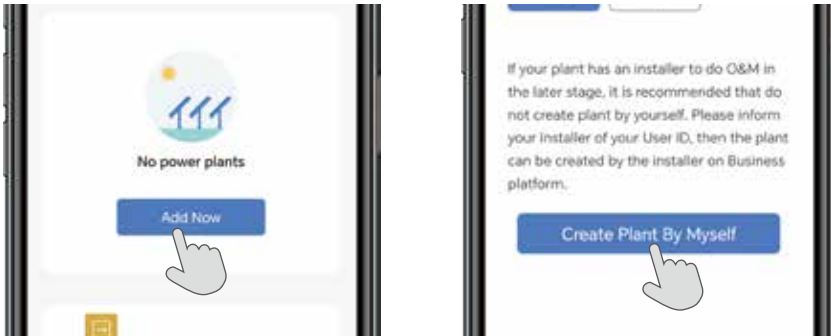 No power plants
Add Now
If your plant has an installer to do O&M in
the later stage, it is recommended that do
not create plant by yourself. Please inform
your installer of your User ID, then the plant
can be created by the installer on Business
platform.
Create Plant By Myself